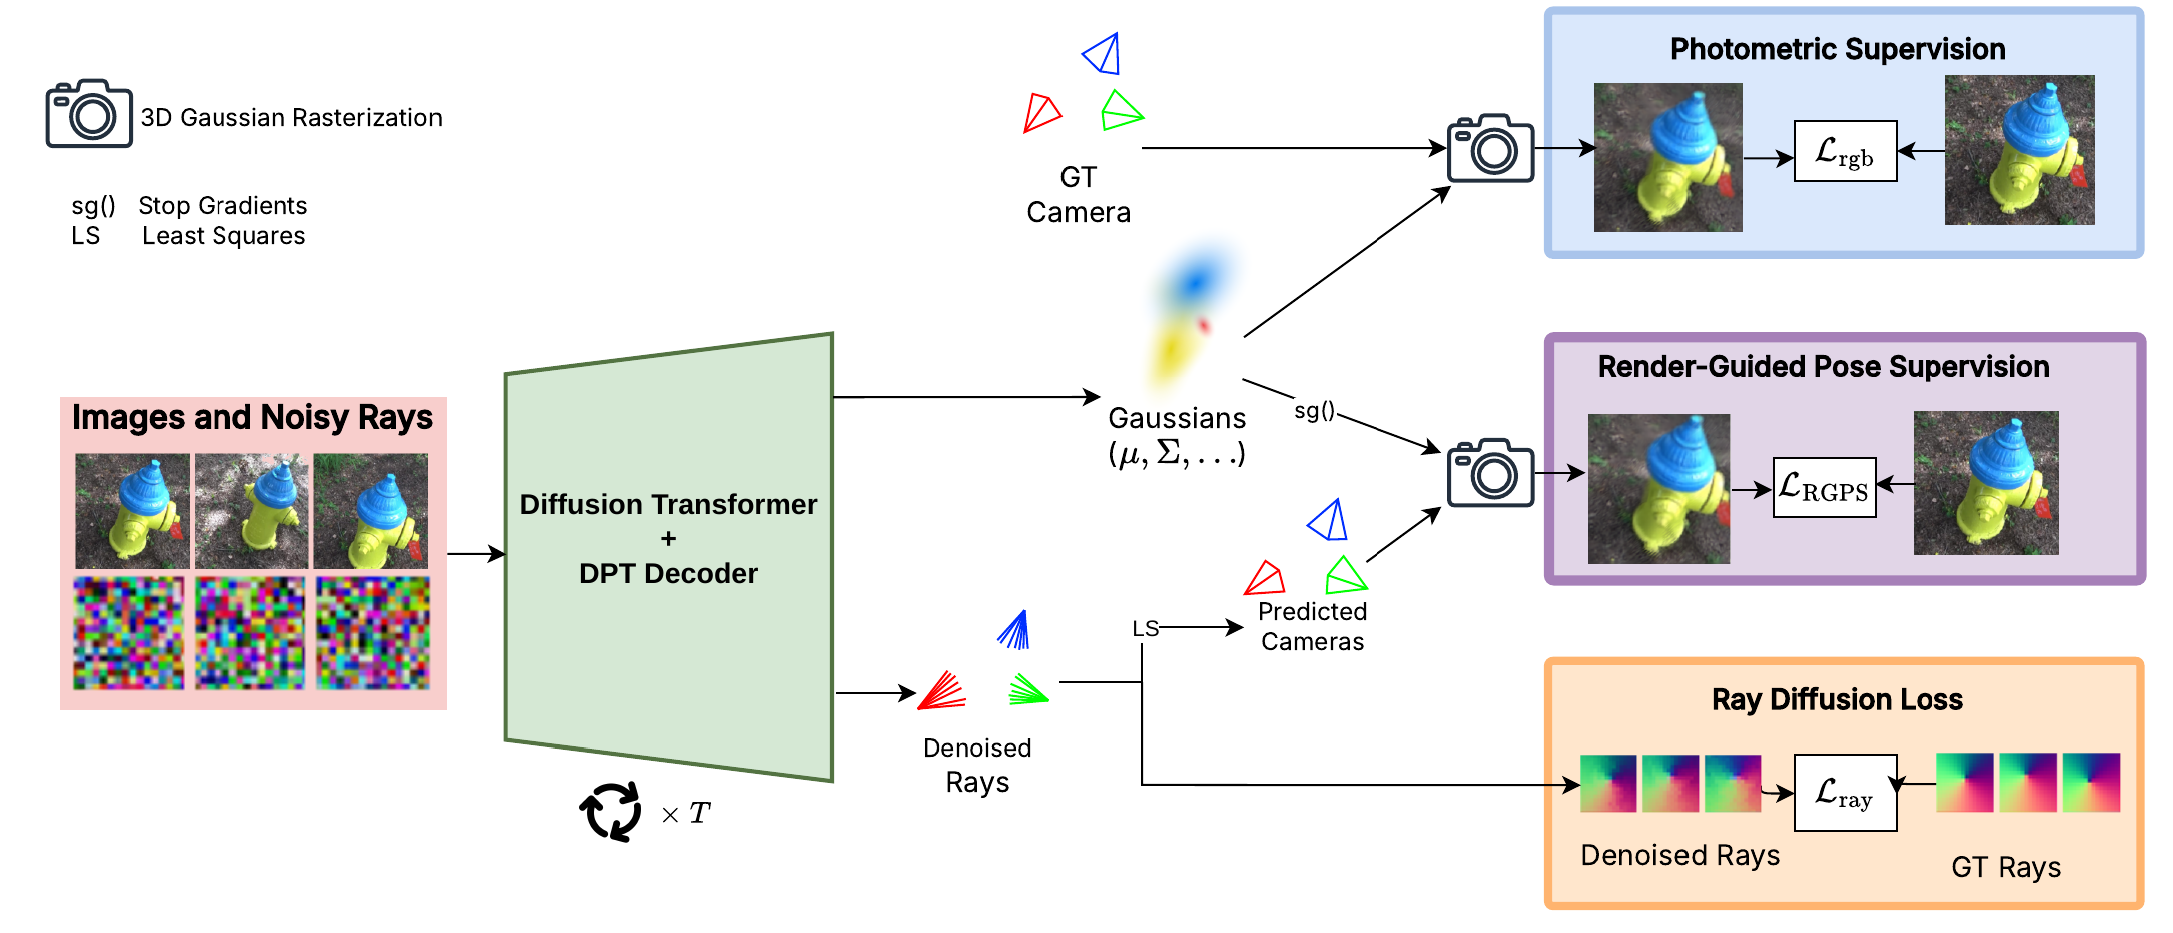 3D Gaussian Rasterization
sg() Stop Gradients
LS Least Squares
Images and Noisy Rays
Diffusion Transformer
+
DPT Decoder
× T
GT
Camera
Gaussians
(μ, Σ, . . .)
sg()
Denoised
Rays
LS
Predicted
Cameras
Photometric Supervision
ℒrgb
Render-Guided Pose Supervision
ℒRGPS
Ray Diffusion Loss
ℒray
Denoised Rays
GT Rays